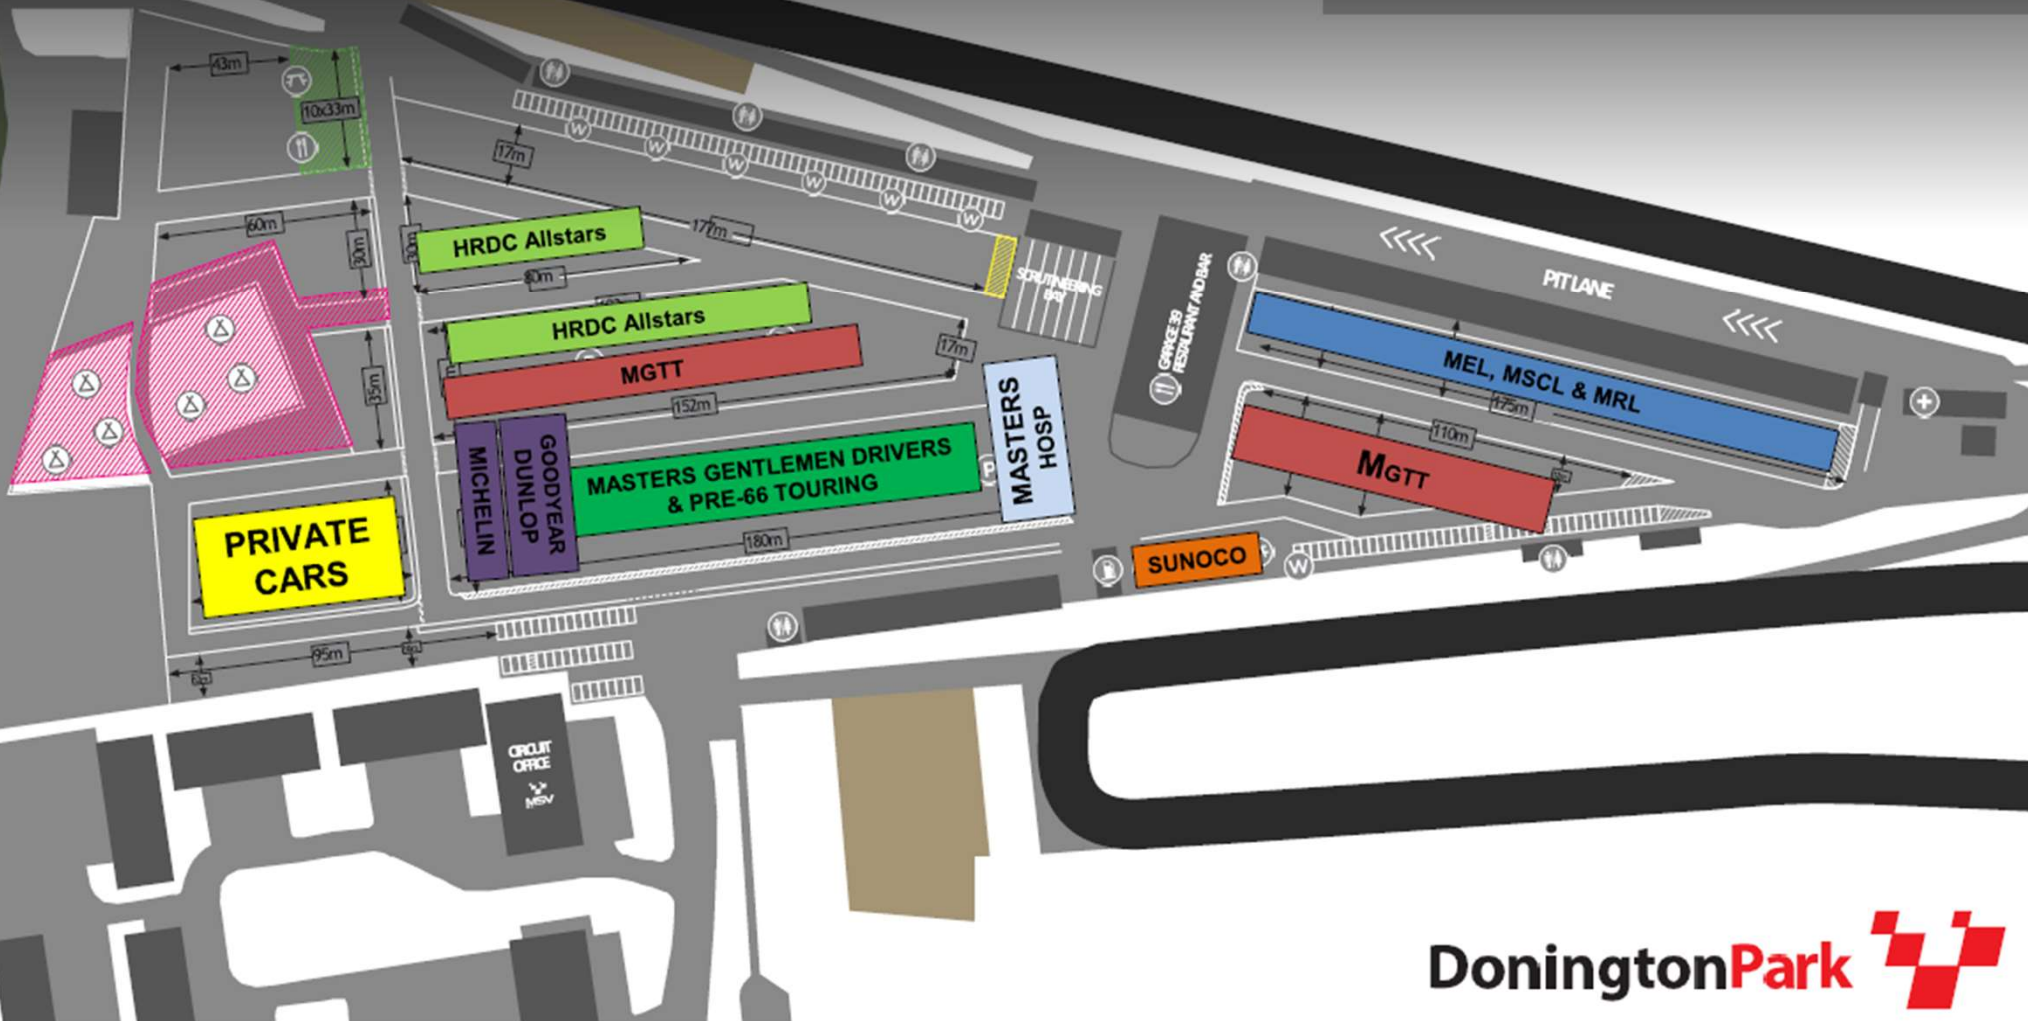 43m
10x33m
17m
60m
30m
30m
177m
HRDC Allstars
80m
SCRUTINEERING
BAY
GARAGE 39
RESTAURANT AND BAR
PIT LANE
HRDC Allstars
17m
MGTT
152m
35m
MASTERS
HOSP
MEL, MSCL & MRL
175m
110m
MGTT
MICHELIN
GOODYEAR
DUNLOP
MASTERS GENTLEMEN DRIVERS
& PRE-66 TOURING
P
180m
PRIVATE
CARS
SUNOCO
W
W
W
W
W
W
W
95m
CIRCUIT
OFFICE
MSV
DoningtonPark